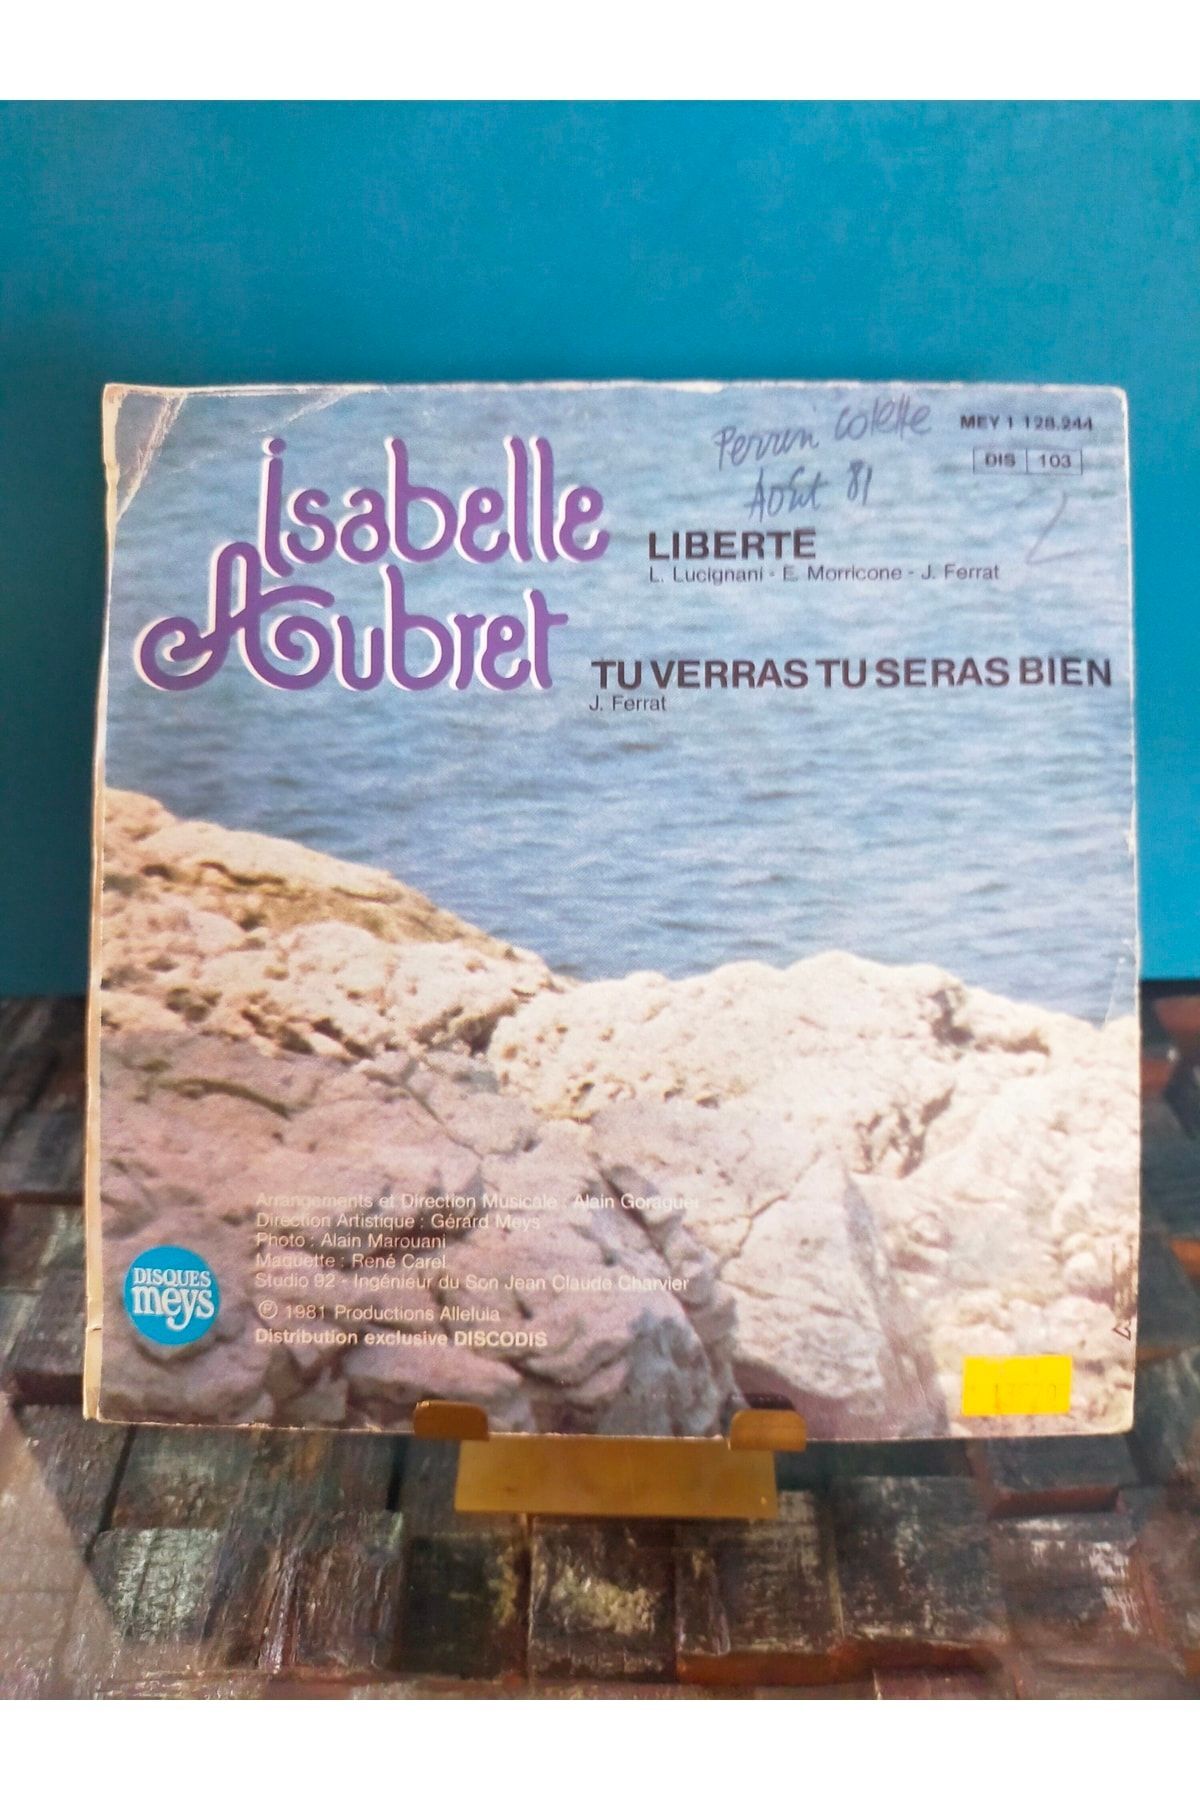 Isabelle
Aubret
Perrin Colette
Août 81
MEY 1 128.244
DIS 103
LIBERTÉ
L. Lucignani - E. Morricone - J. Ferrat
TU VERRAS TU SERAS BIEN
J. Ferrat
Arrangements et Direction Musicale : Alain Goraguer
Direction Artistique : Gérard Meys
Photo : Alain Marouani
Maquette : René Carel
Studio 92 - Ingénieur du Son Jean Claude Charvier
℗ 1981 Productions Alleluia
Distribution exclusive DISCODIS
DISQUES
meys